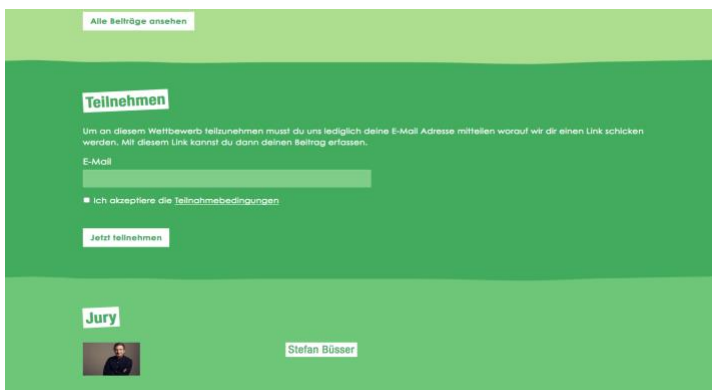 Alle Beiträge ansehen
Teilnehmen
Um an diesem Wettbewerb teilzunehmen musst du uns lediglich deine E-Mail Adresse mitteilen worauf wir dir einen Link schicken
werden. Mit diesem Link kannst du dann deinen Beitrag erfassen.
E-Mail
Ich akzeptiere die Teilnahmebedingungen
Jetzt teilnehmen
Jury
Stefan Büsser